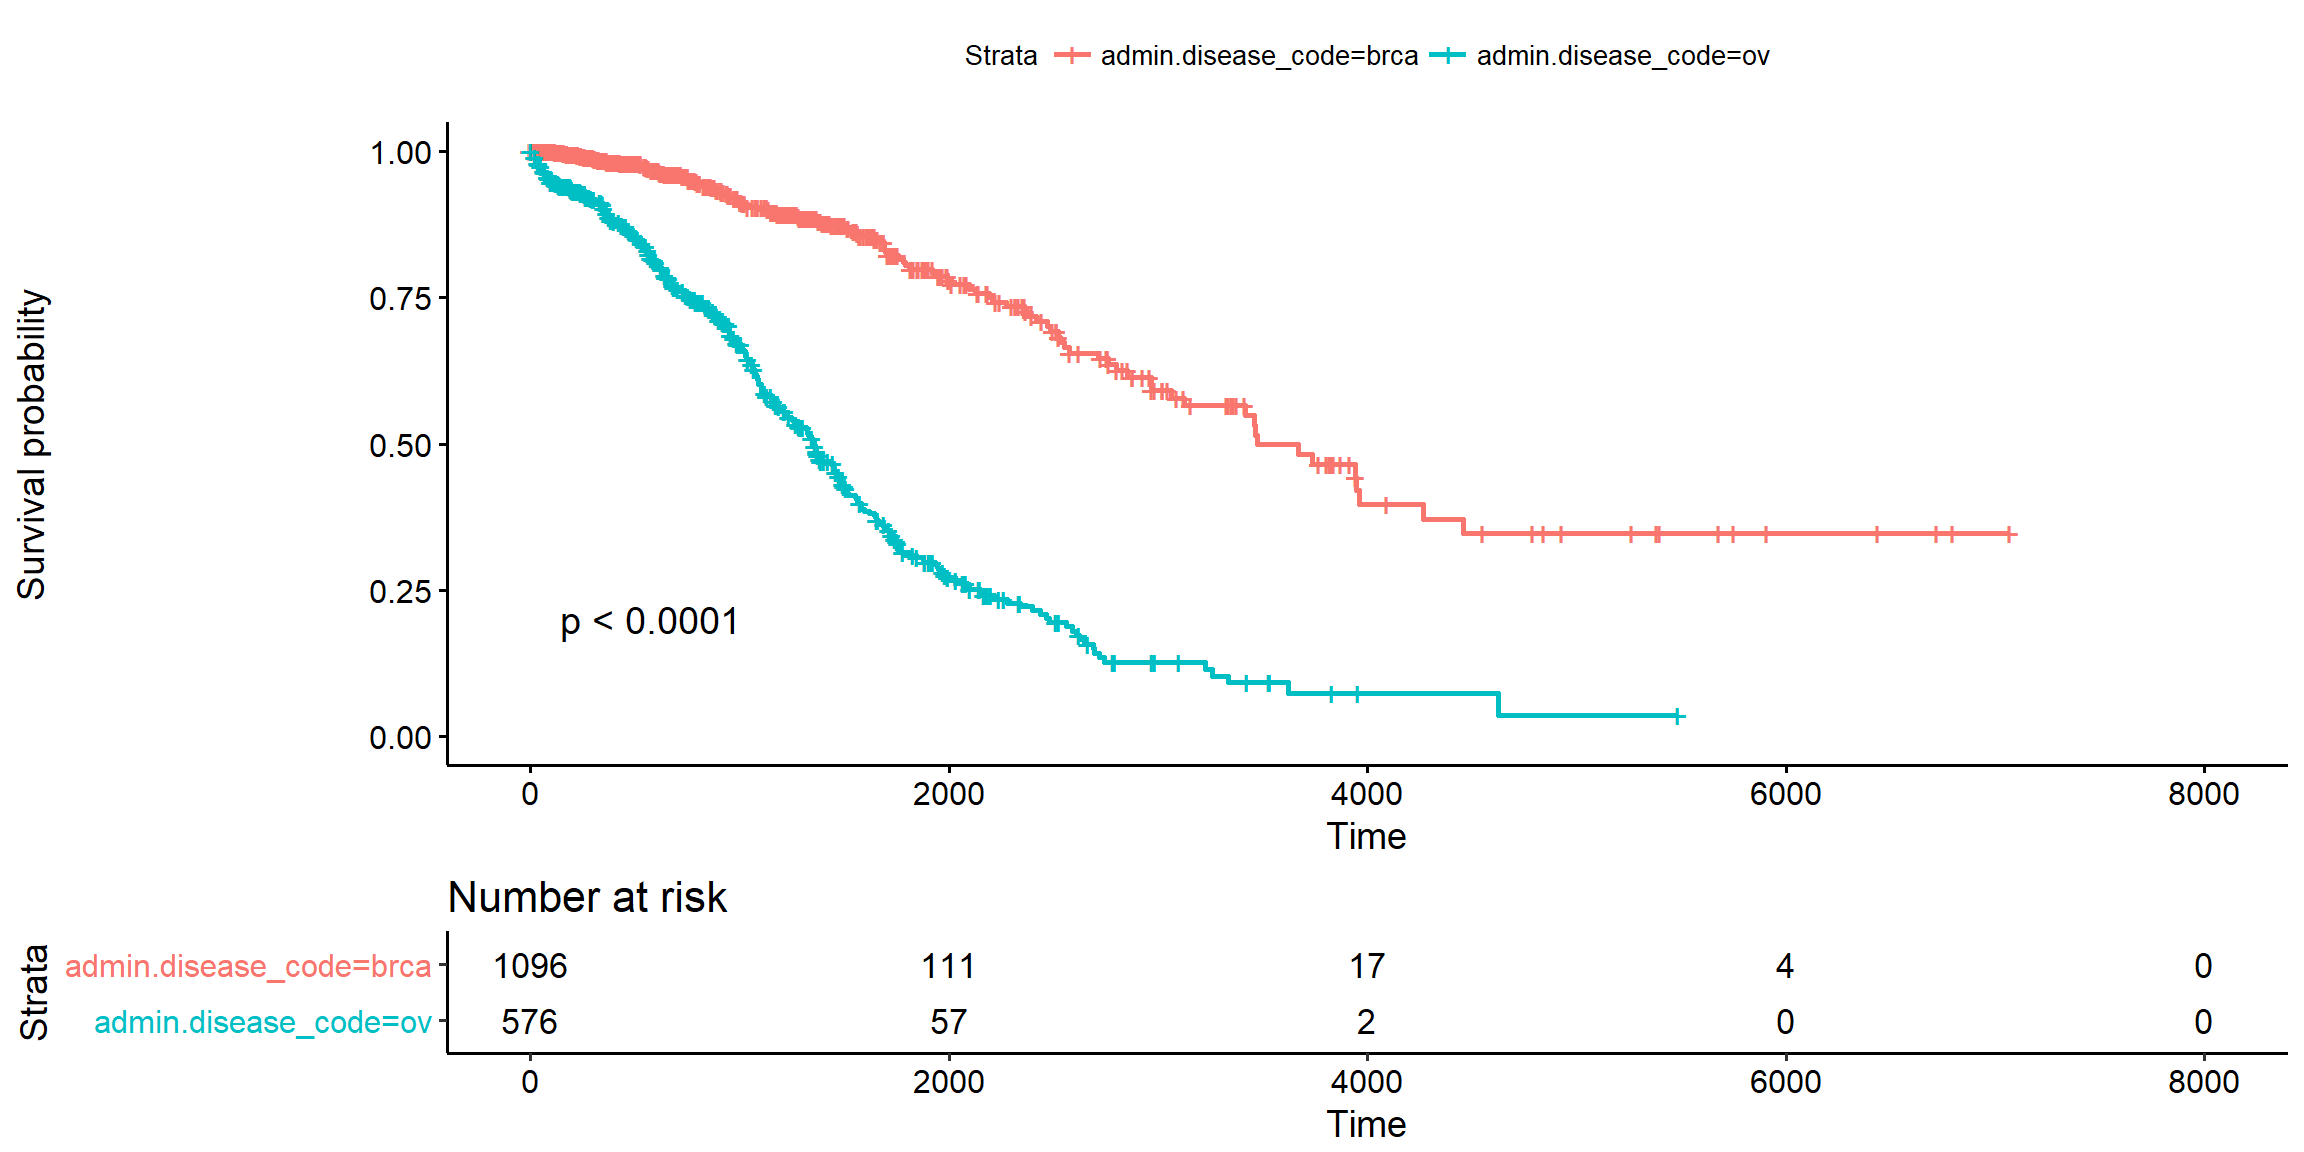 Strata admin.disease_code=brca admin.disease_code=ov
Survival probability
1.00
0.75
0.50
0.25
0.00
p < 0.0001
0 2000 4000 6000 8000
Time
Number at risk
Strata
admin.disease_code=brca 1096 111 17 4 0
admin.disease_code=ov 576 57 2 0 0
0 2000 4000 6000 8000
Time